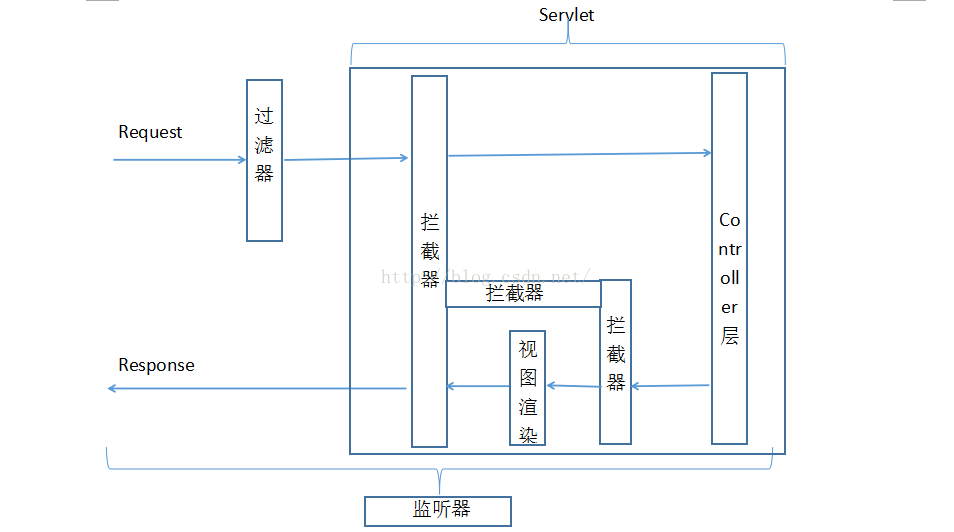 Servlet
过滤器
Request
拦截器
Controller层
http://blog.csdn.net/
拦截器
拦截器
视图渲染
Response
监听器